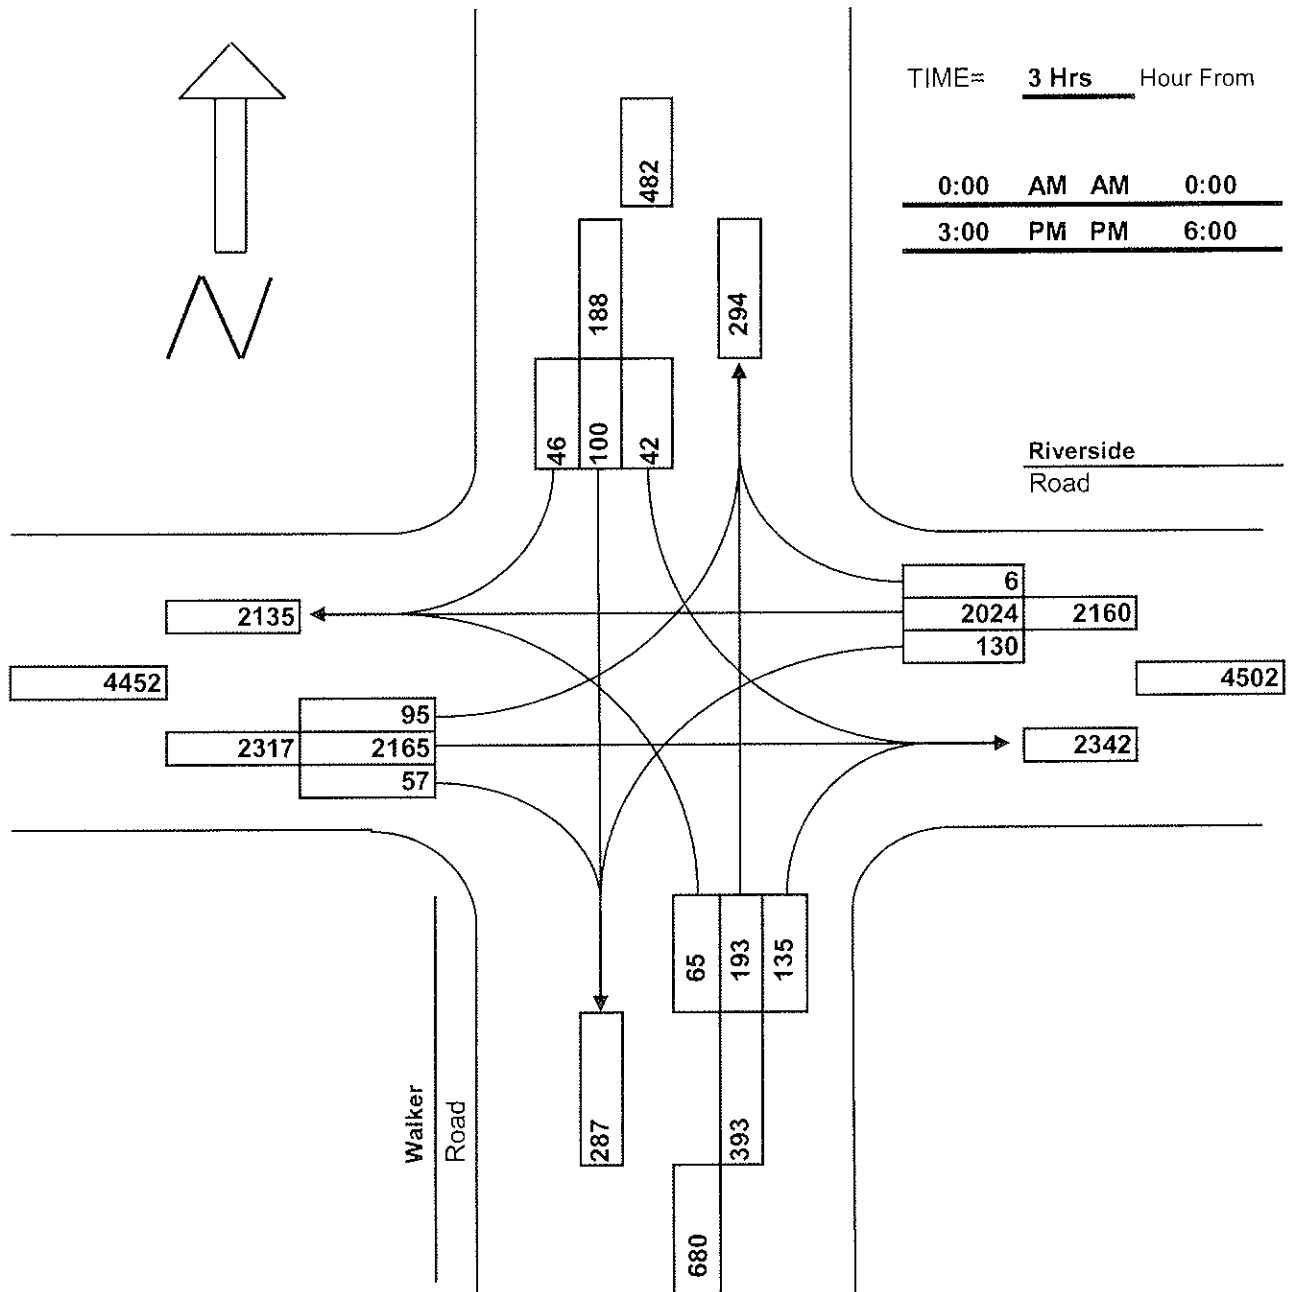 TIME= 3 Hrs Hour From
0:00 AM AM 0:00
3:00 PM PM 6:00
482
188
294
46 100 42
Riverside
Road
6
2135
2024 2160
130
4452
4502
95
2317 2165
2342
57
65 193 135
Walker
Road
287
393
680
N